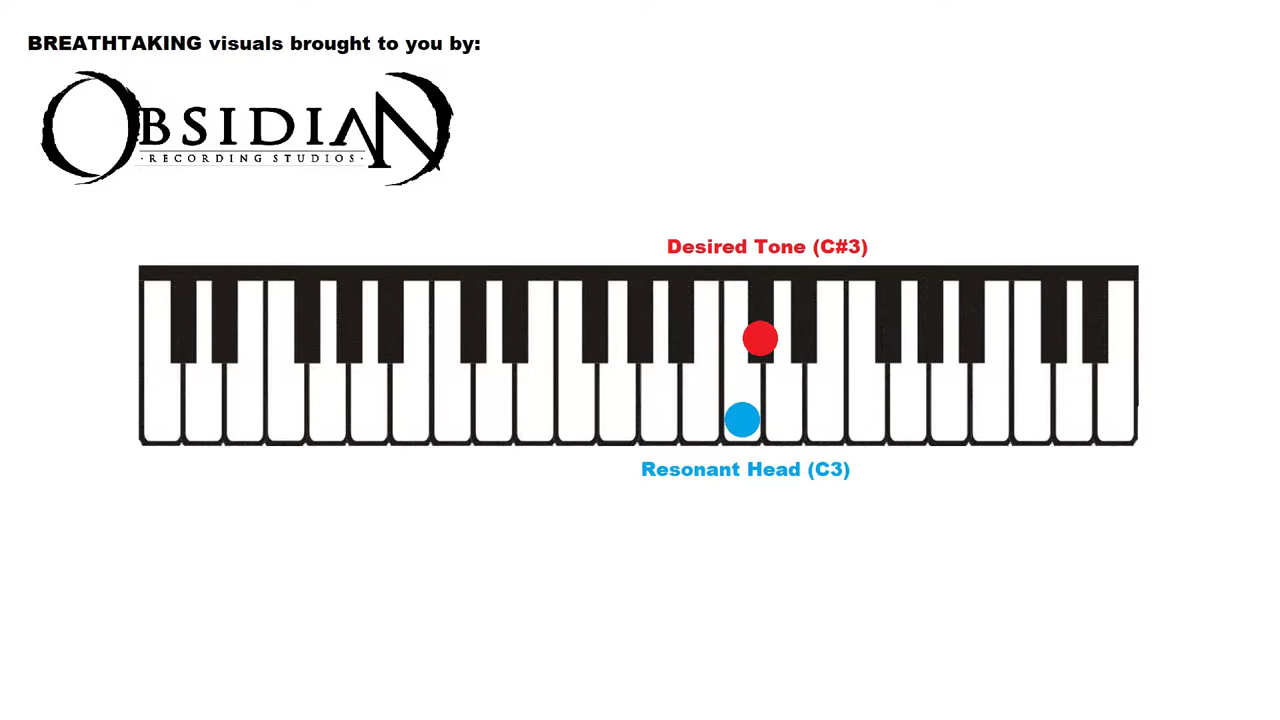 BREATHTAKING visuals brought to you by:
OBSIDIAN
·RECORDING STUDIOS·
Desired Tone (C#3)
Resonant Head (C3)